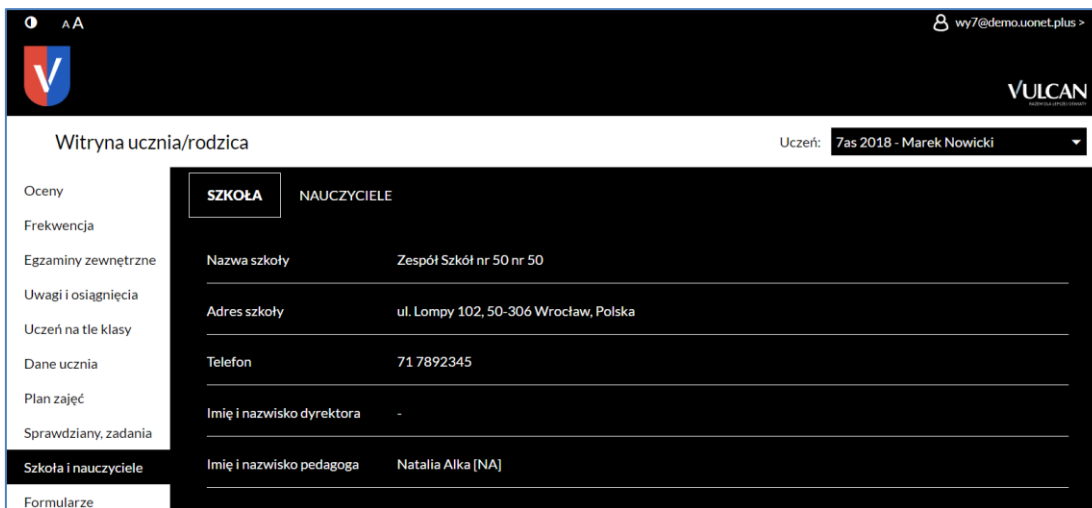 A A
wy7@demo.uonet.plus >
V
VULCAN
Witryna ucznia/rodzica
Uczeń: 7as 2018 - Marek Nowicki
Oceny
Frekwencja
Egzaminy zewnętrzne
Uwagi i osiągnięcia
Uczeń na tle klasy
Dane ucznia
Plan zajęć
Sprawdziany, zadania
Szkoła i nauczyciele
Formularze
SZKOŁA NAUCZYCIELE
Nazwa szkoły Zespół Szkół nr 50 nr 50
Adres szkoły ul. Lompy 102, 50-306 Wrocław, Polska
Telefon 71 7892345
Imię i nazwisko dyrektora -
Imię i nazwisko pedagoga Natalia Alka [NA]